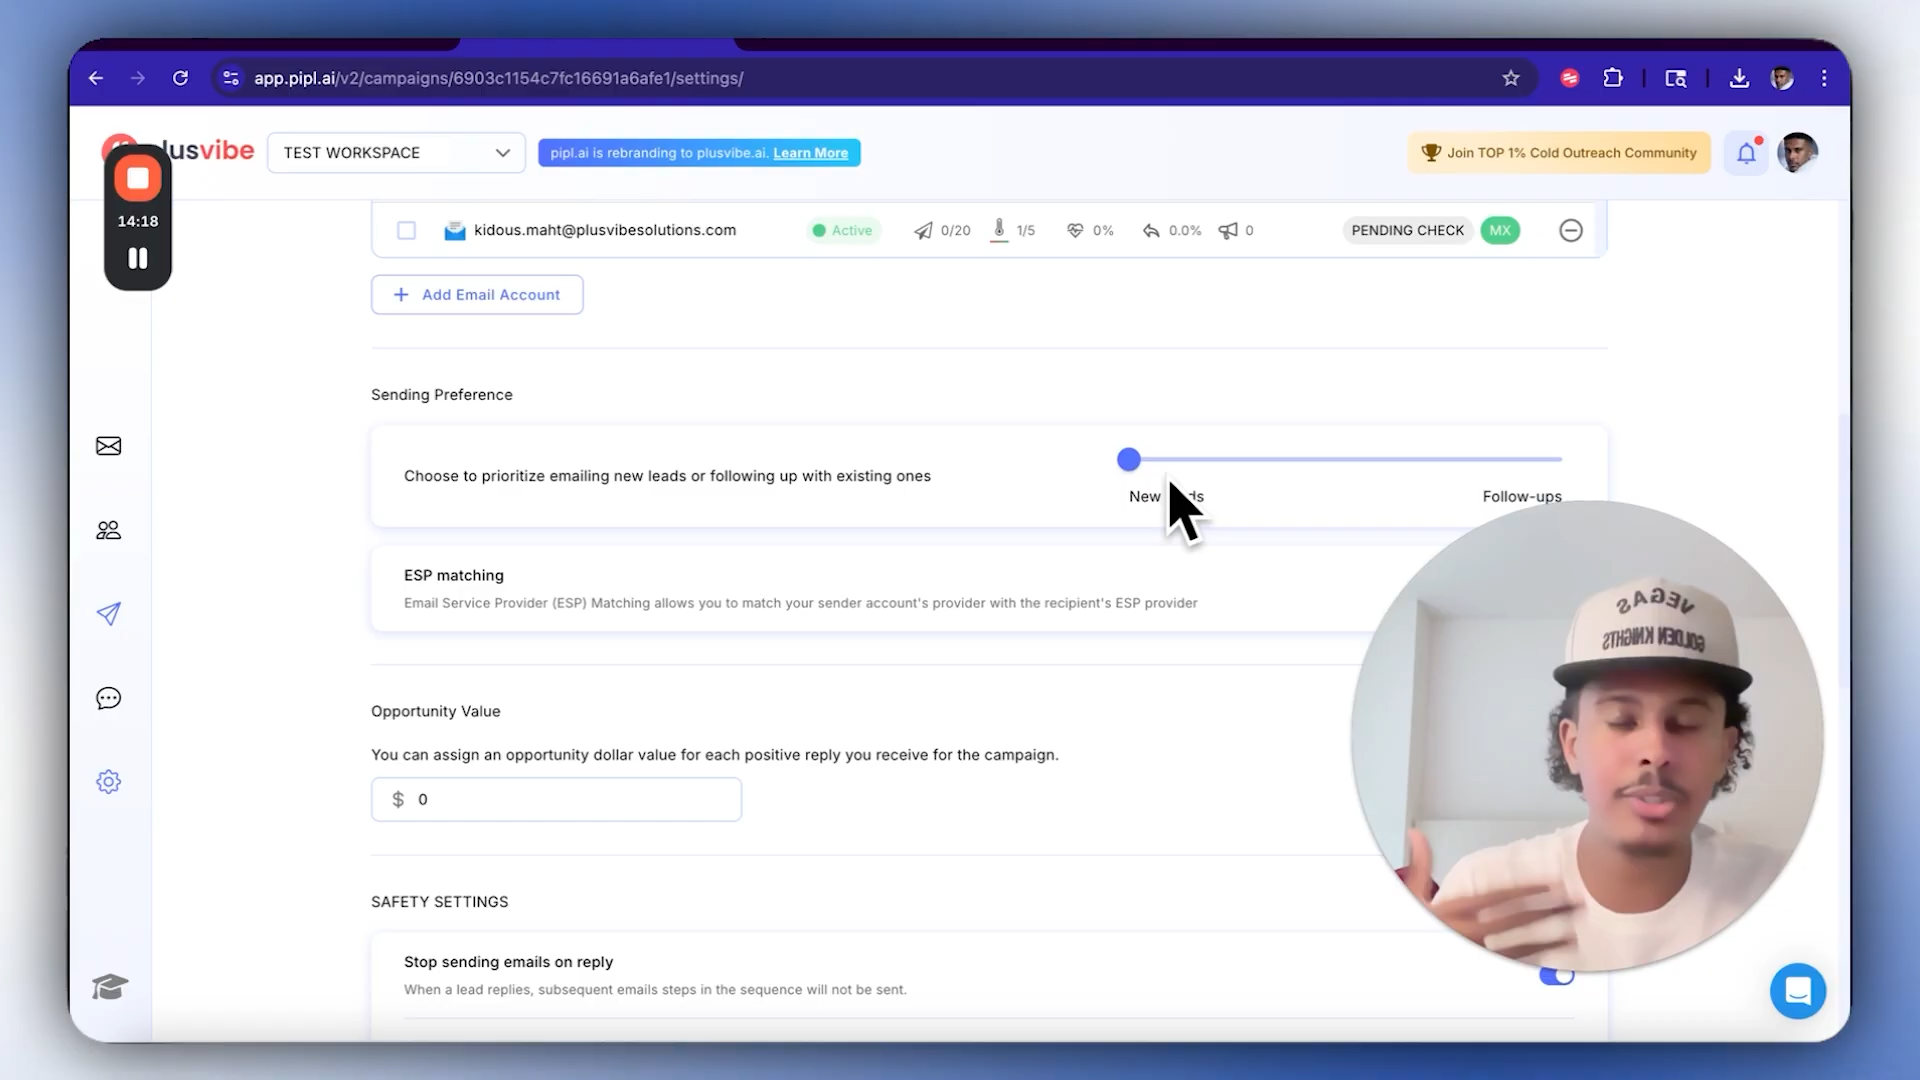 app.pipl.ai/v2/campaigns/6903c1154c7fc16691a6afe1/settings/
plusvibe
TEST WORKSPACE
pipl.ai is rebranding to plusvibe.ai. Learn More
Join TOP 1% Cold Outreach Community
14:18
kidous.maht@plusvibesolutions.com
Active
0/20
1/5
0%
0.0%
0
PENDING CHECK
MX
+ Add Email Account
Sending Preference
Choose to prioritize emailing new leads or following up with existing ones
New
Follow-ups
ESP matching
Email Service Provider (ESP) Matching allows you to match your sender account's provider with the recipient's ESP provider
Opportunity Value
You can assign an opportunity dollar value for each positive reply you receive for the campaign.
$ 0
SAFETY SETTINGS
Stop sending emails on reply
When a lead replies, subsequent emails steps in the sequence will not be sent.
VEGAS
GOLDEN KNIGHTS